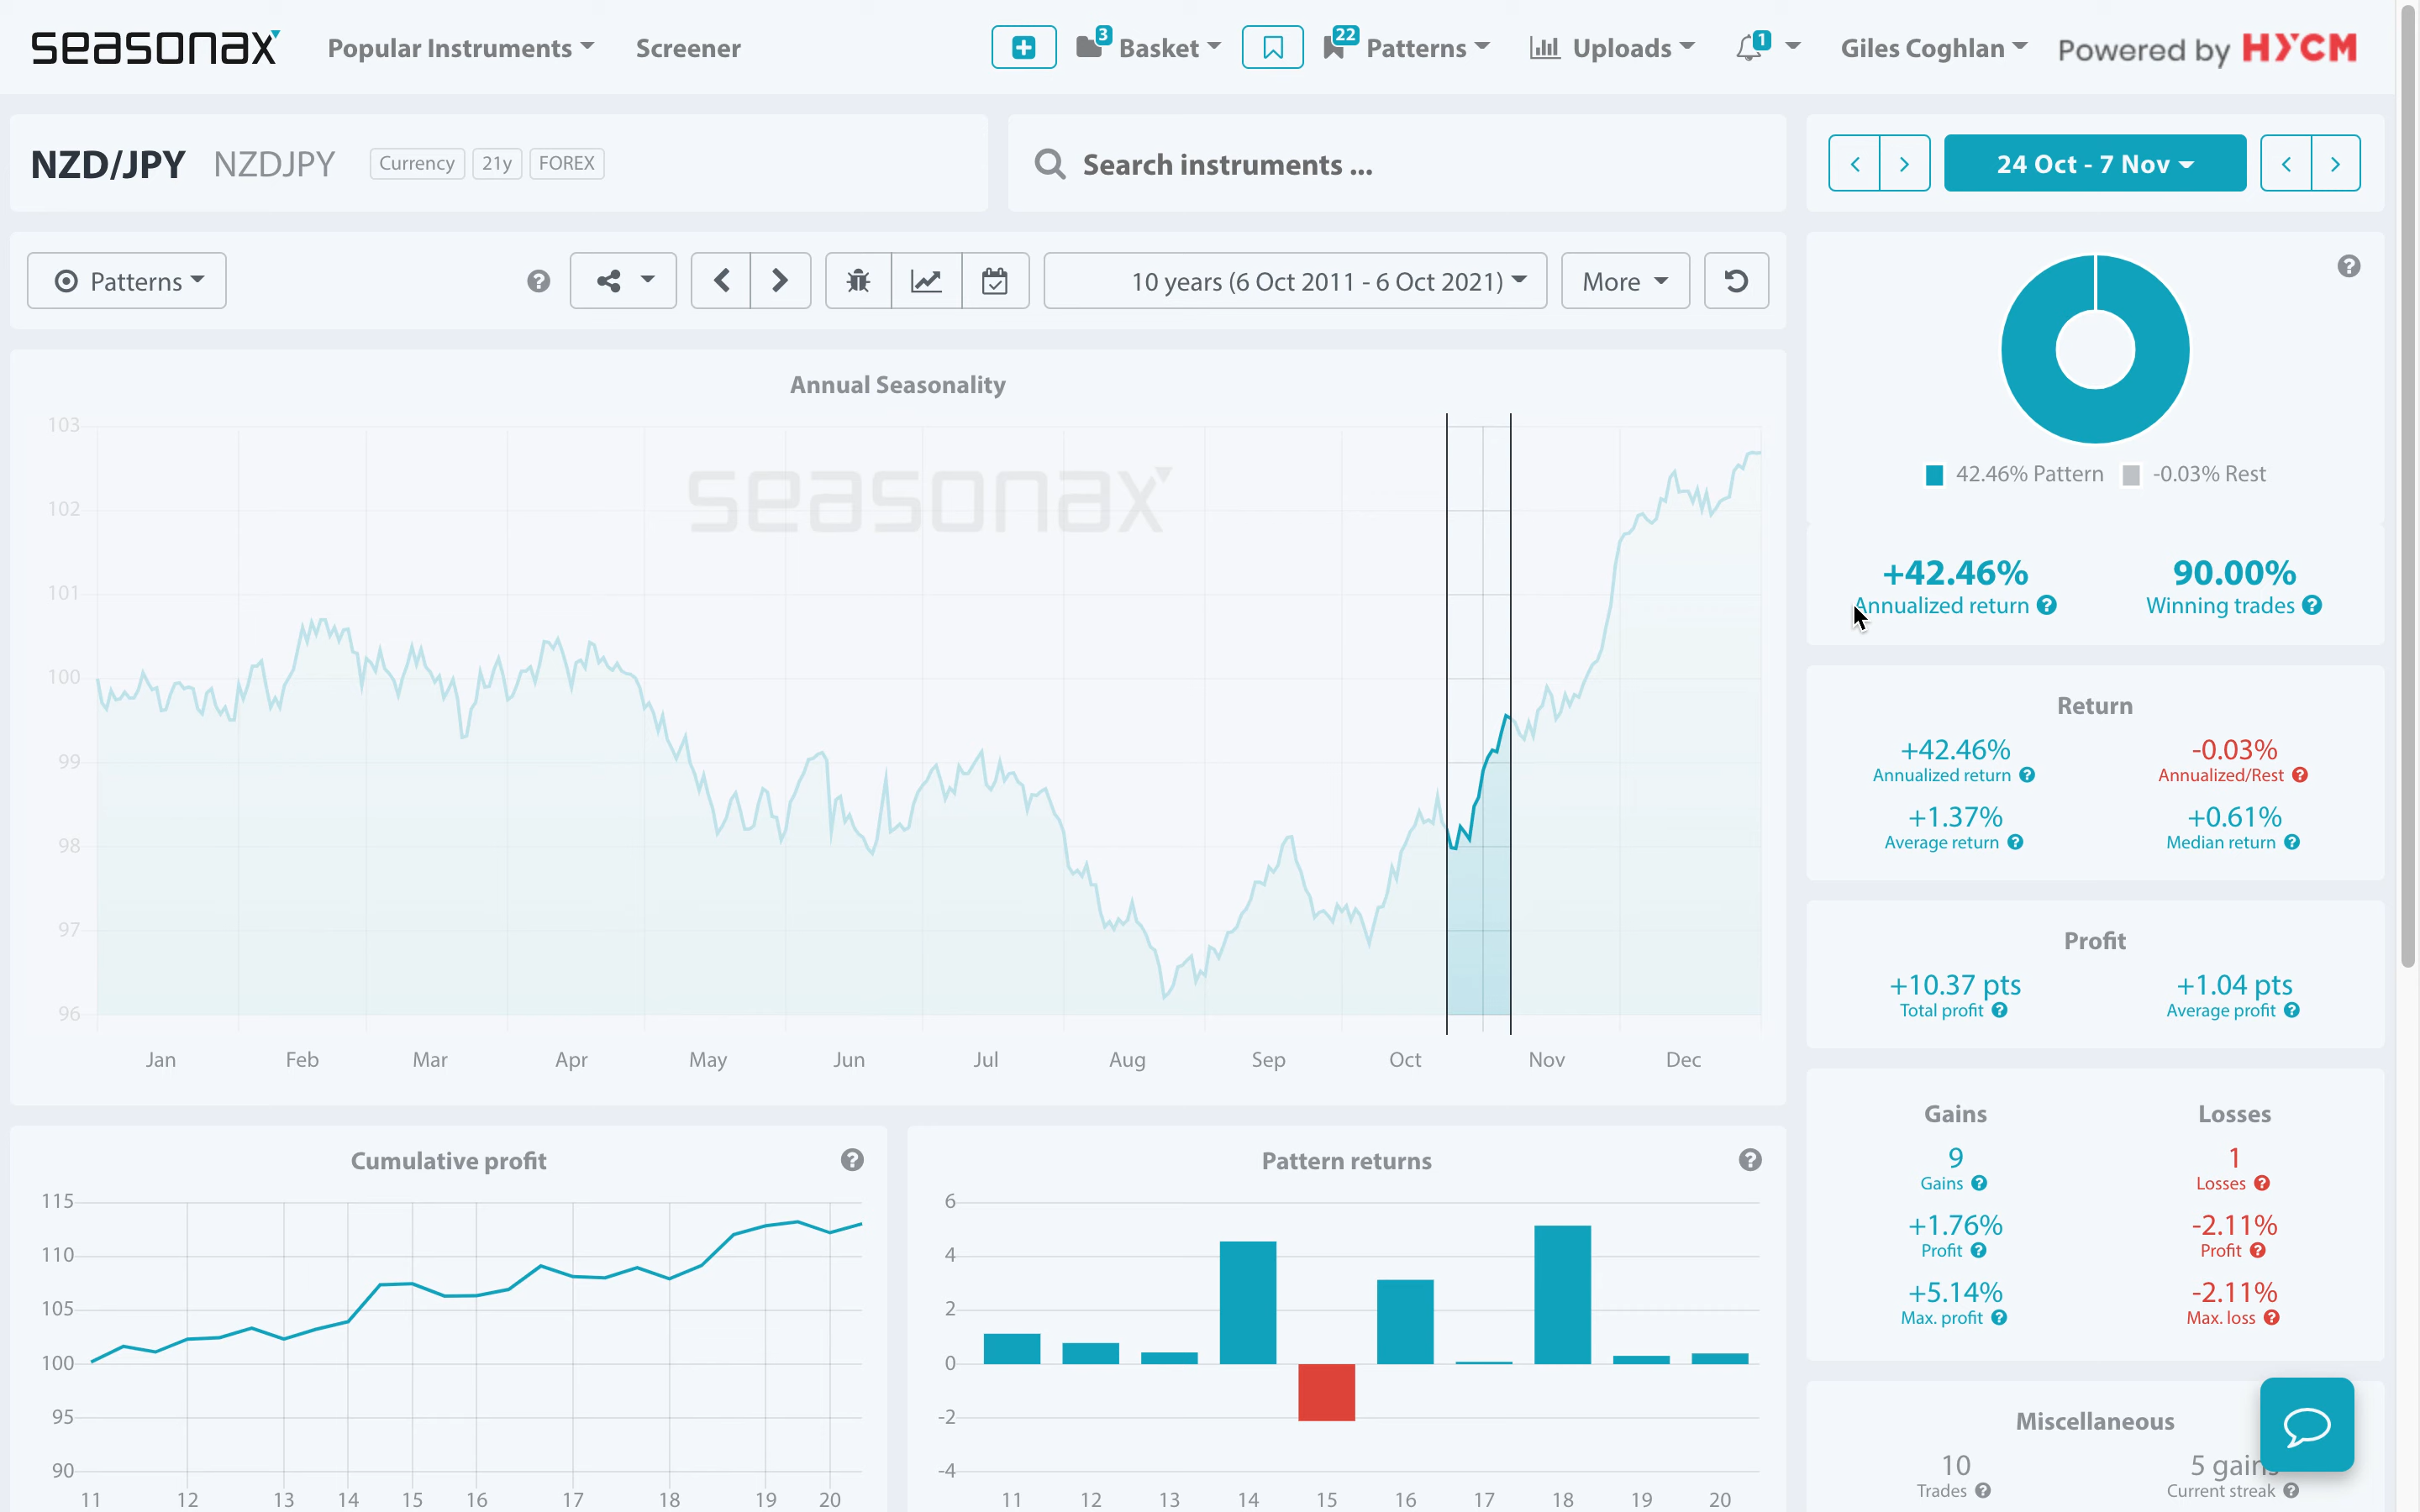 seasonax Popular Instruments Screener 3 Basket 22 Patterns Uploads 1 Giles Coghlan Powered by HYCM
NZD/JPY NZDJPY Currency 21y FOREX
Search instruments ...
24 Oct - 7 Nov
Patterns
10 years (6 Oct 2011 - 6 Oct 2021) More
Annual Seasonality
seasonax
103
102
101
100
99
98
97
96
Jan Feb Mar Apr May Jun Jul Aug Sep Oct Nov Dec
42.46% Pattern -0.03% Rest
+42.46% 90.00%
Annualized return Winning trades
Return
+42.46% -0.03%
Annualized return Annualized/Rest
+1.37% +0.61%
Average return Median return
Profit
+10.37 pts +1.04 pts
Total profit Average profit
Gains Losses
9 1
Gains Losses
+1.76% -2.11%
Profit Profit
+5.14% -2.11%
Max. profit Max. loss
Miscellaneous
10 5 gain
Trades Current streak
Cumulative profit
115
110
105
100
95
90
11 12 13 14 15 16 17 18 19 20
Pattern returns
6
4
2
0
-2
-4
11 12 13 14 15 16 17 18 19 20